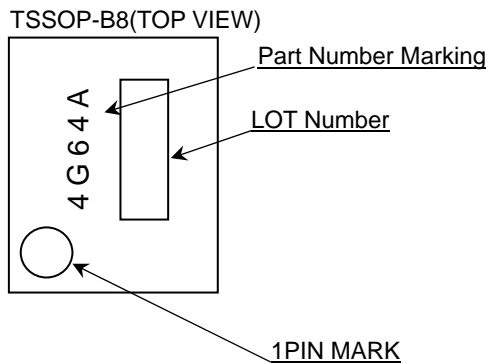 TSSOP-B8(TOP VIEW)
Part Number Marking
4G64A
LOT Number
1PIN MARK